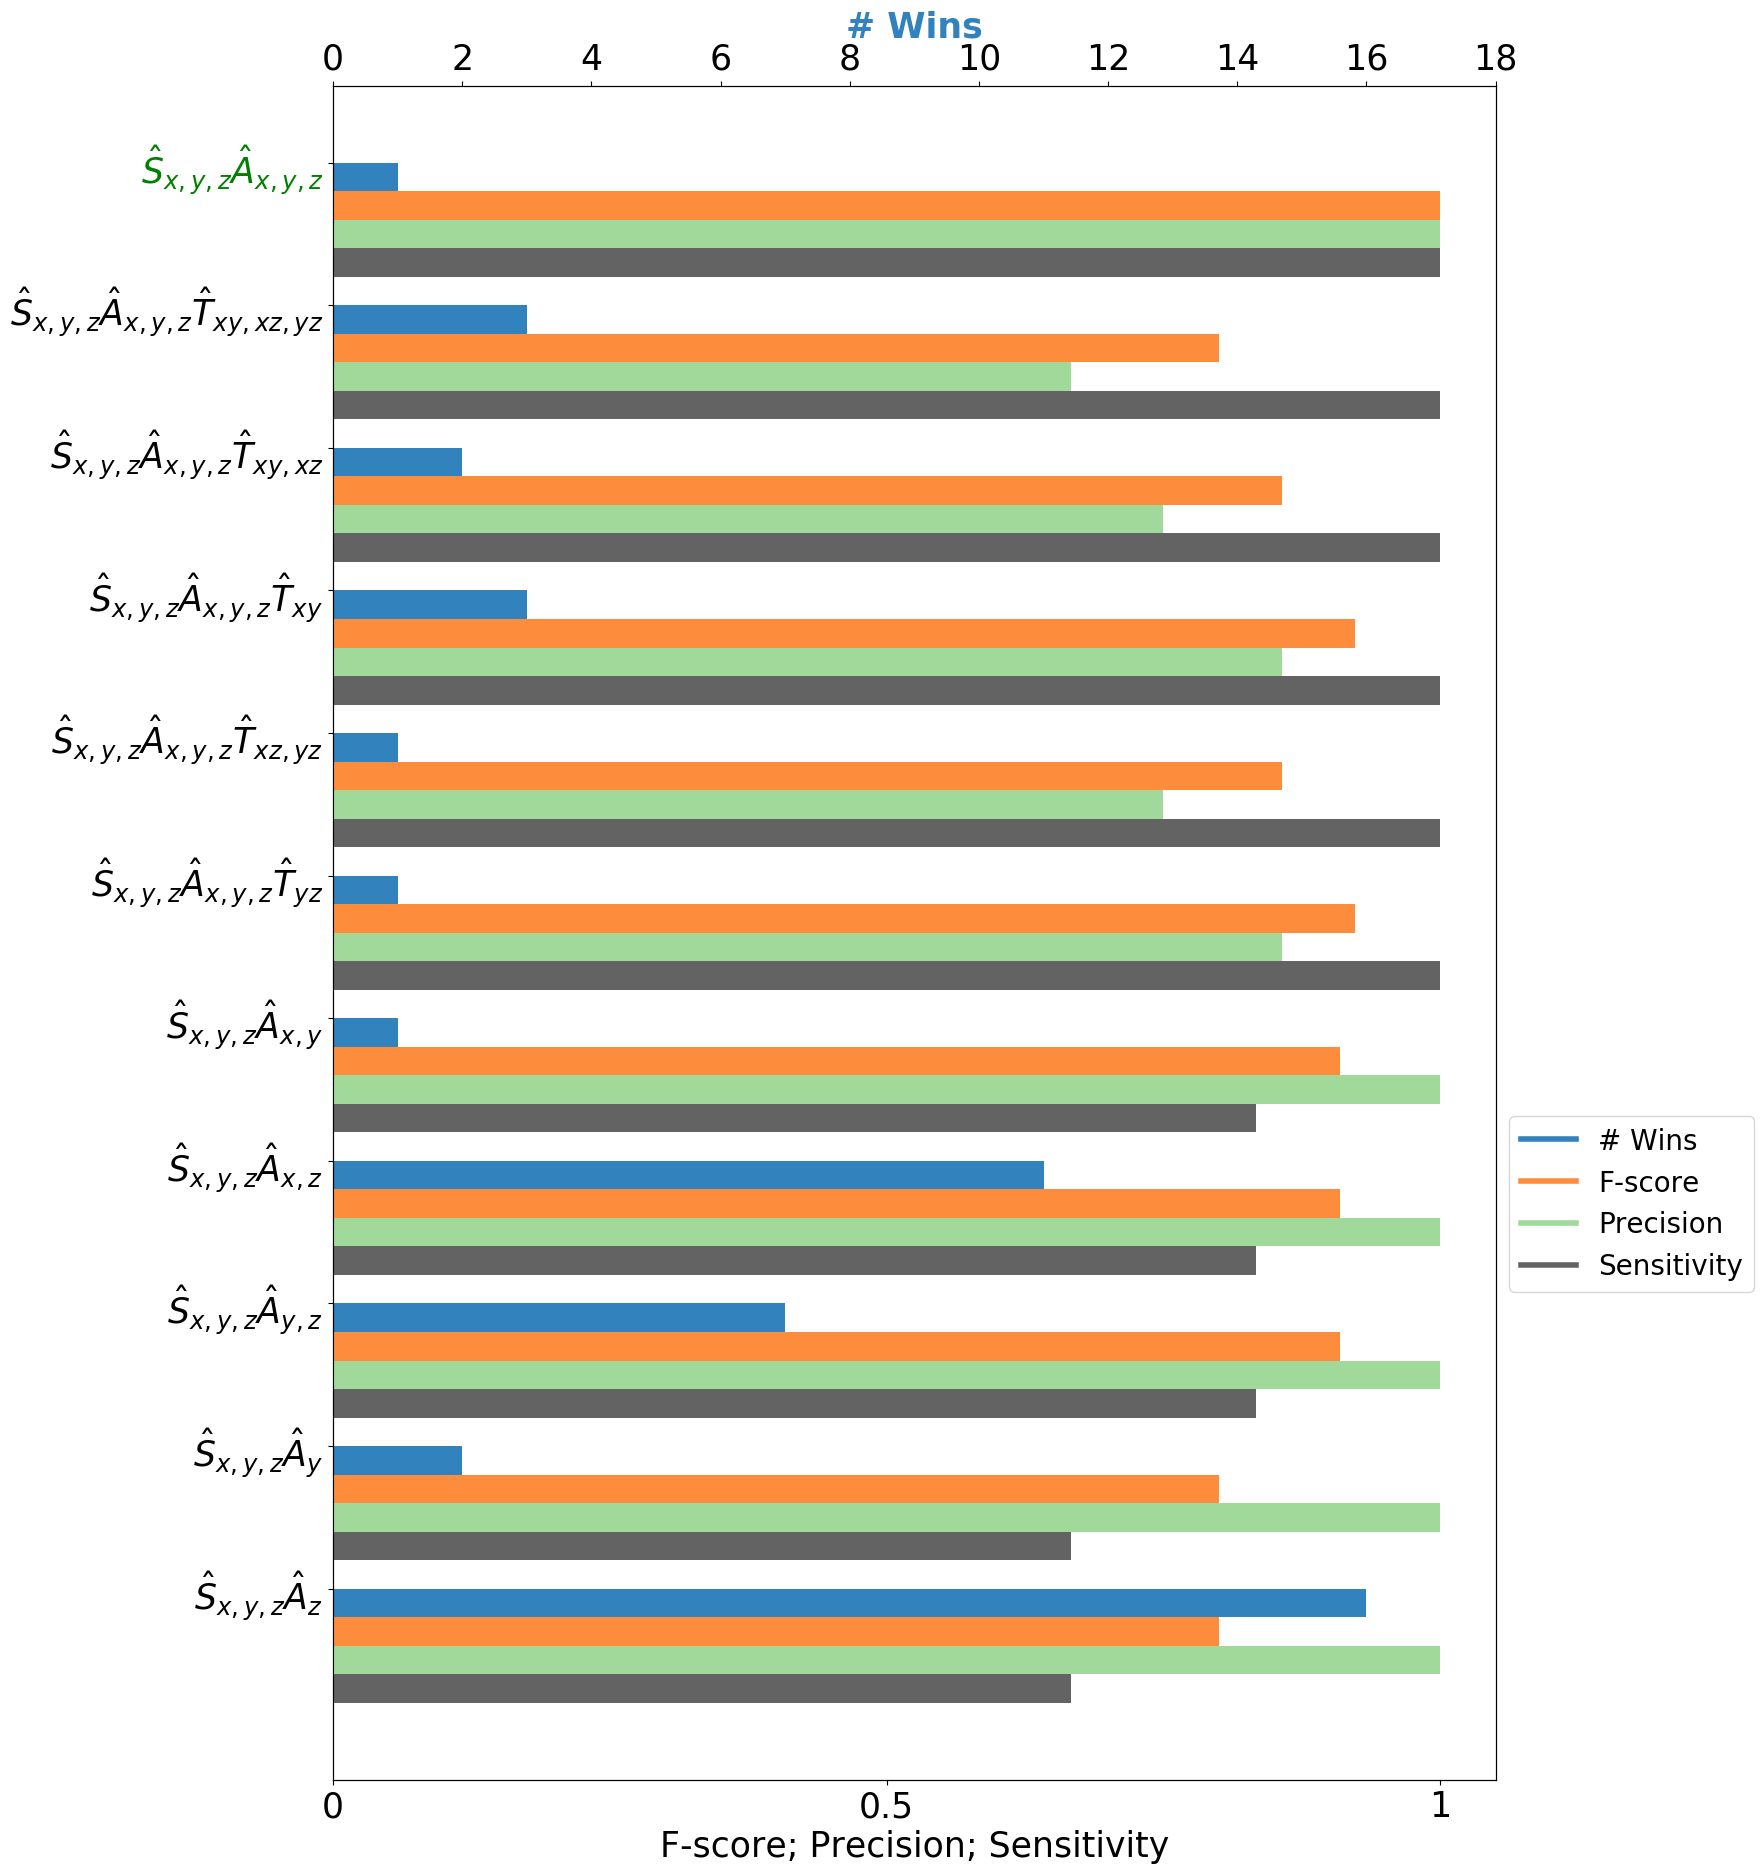 # Wins
0 2 4 6 8 10 12 14 16 18
Ŝx,y,zÂx,y,z
Ŝx,y,zÂx,y,zT̂xy,xz,yz
Ŝx,y,zÂx,y,zT̂xy,xz
Ŝx,y,zÂx,y,zT̂xy
Ŝx,y,zÂx,y,zT̂xz,yz
Ŝx,y,zÂx,y,zT̂yz
Ŝx,y,zÂx,y
Ŝx,y,zÂx,z
Ŝx,y,zÂy,z
Ŝx,y,zÂy
Ŝx,y,zÂz
# Wins
F-score
Precision
Sensitivity
0 0.5 1
F-score; Precision; Sensitivity